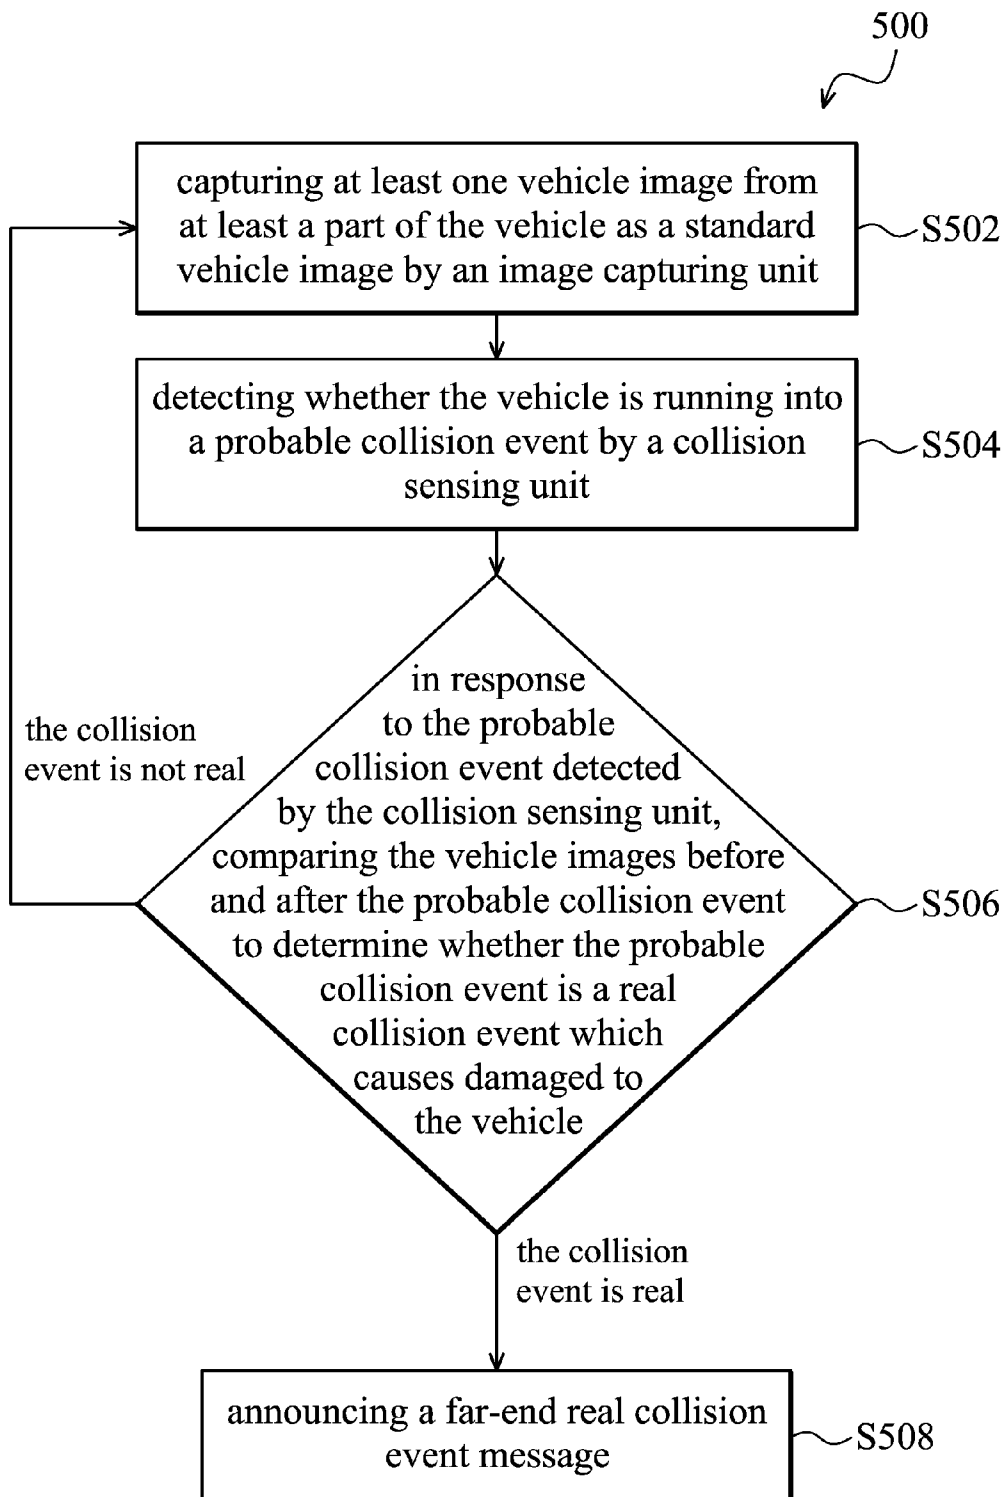 500
capturing at least one vehicle image from
at least a part of the vehicle as a standard
vehicle image by an image capturing unit
S502
detecting whether the vehicle is running into
a probable collision event by a collision
sensing unit
S504
in response
to the probable
collision event detected
by the collision sensing unit,
comparing the vehicle images before
and after the probable collision event
to determine whether the probable
collision event is a real
collision event which
causes damaged to
the vehicle
S506
the collision
event is not real
the collision
event is real
announcing a far-end real collision
event message
S508